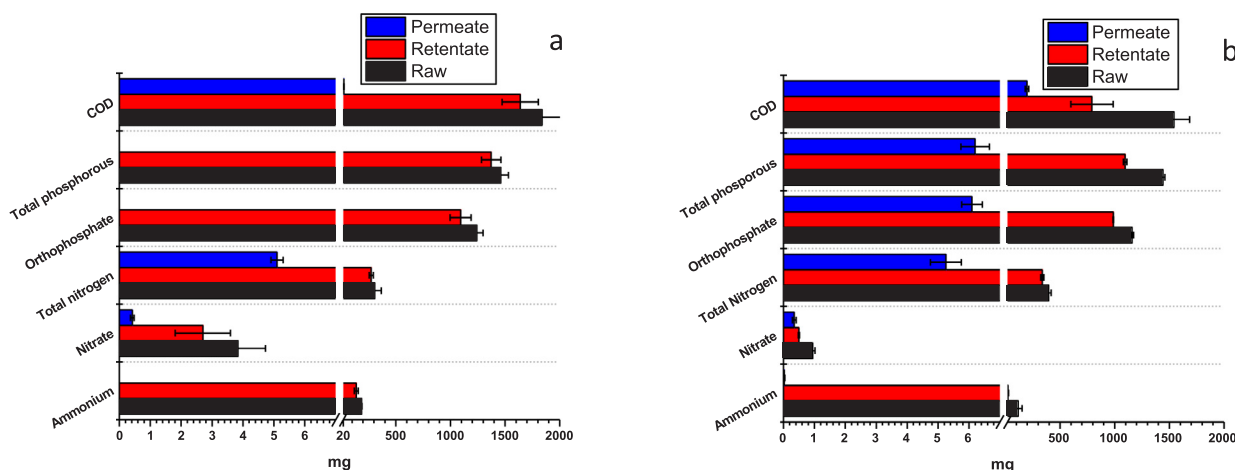 Permeate
Retentate
Raw
a
COD
Total phosphorous
Orthophosphate
Total nitrogen
Nitrate
Ammonium
0 1 2 3 4 5 6 20 500 1000 1500 2000
mg
Permeate
Retentate
Raw
b
COD
Total phosporous
Orthophosphate
Total Nitrogen
Nitrate
Ammonium
0 1 2 3 4 5 6 500 1000 1500 2000
mg